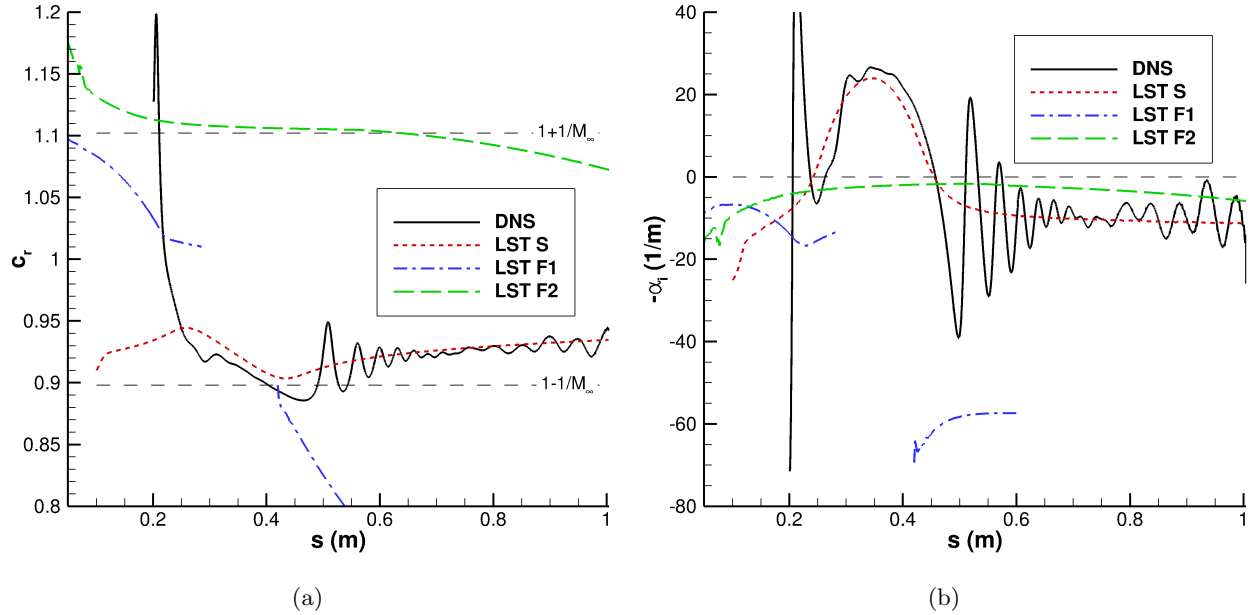 1.2
1.15
1.1
1.05
1
0.95
0.9
0.85
0.8
c_r
1+1/M_∞
1-1/M_∞
DNS
LST S
LST F1
LST F2
0.2
0.4
0.6
0.8
1
s (m)
(a)
40
20
0
-20
-40
-60
-80
-α_i (1/m)
DNS
LST S
LST F1
LST F2
0.2
0.4
0.6
0.8
1
s (m)
(b)